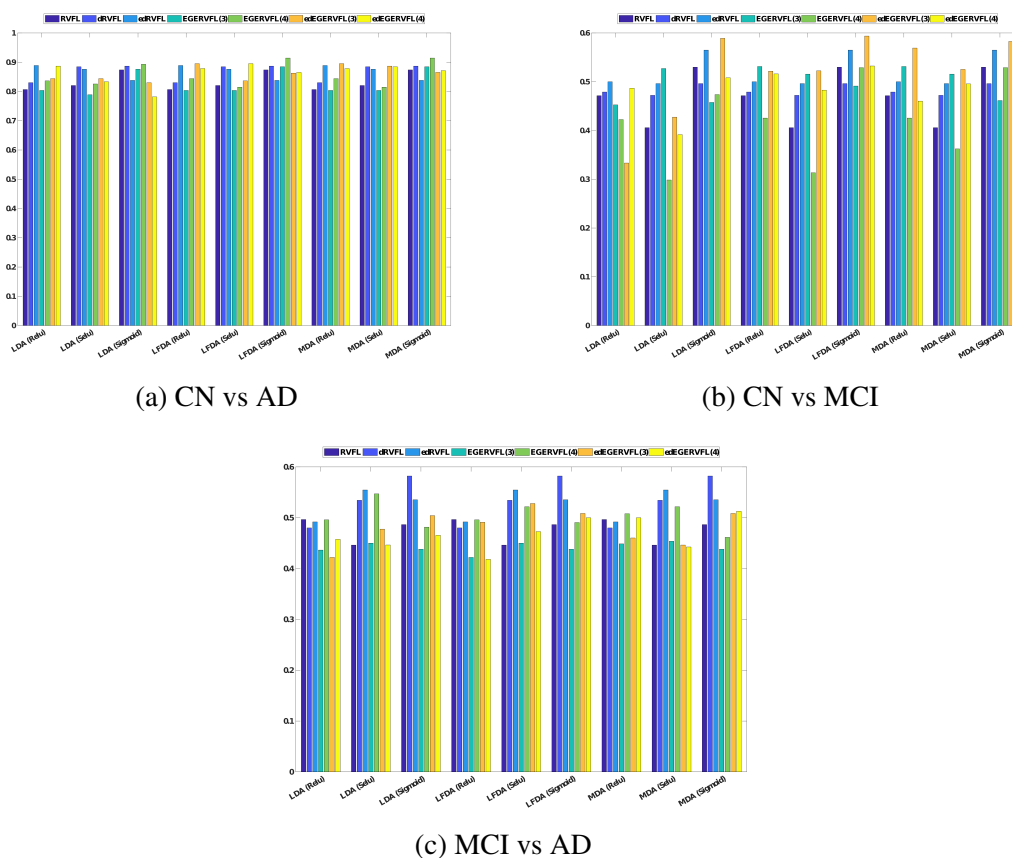 RVFL dRVFL edRVFL EGERVFL(3) EGERVFL(4) edEGERVFL(3) edEGERVFL(4)
1
0.9
0.8
0.7
0.6
0.5
0.4
0.3
0.2
0.1
0
LDA (Relu) LDA (Selu) LDA (Sigmoid) LFDA (Relu) LFDA (Selu) LFDA (Sigmoid) MDA (Relu) MDA (Selu) MDA (Sigmoid)
(a) CN vs AD
RVFL dRVFL edRVFL EGERVFL(3) EGERVFL(4) edEGERVFL(3) edEGERVFL(4)
0.6
0.5
0.4
0.3
0.2
0.1
0
LDA (Relu) LDA (Selu) LDA (Sigmoid) LFDA (Relu) LFDA (Selu) LFDA (Sigmoid) MDA (Relu) MDA (Selu) MDA (Sigmoid)
(b) CN vs MCI
RVFL dRVFL edRVFL EGERVFL(3) EGERVFL(4) edEGERVFL(3) edEGERVFL(4)
0.6
0.5
0.4
0.3
0.2
0.1
0
LDA (Relu) LDA (Selu) LDA (Sigmoid) LFDA (Relu) LFDA (Selu) LFDA (Sigmoid) MDA (Relu) MDA (Selu) MDA (Sigmoid)
(c) MCI vs AD